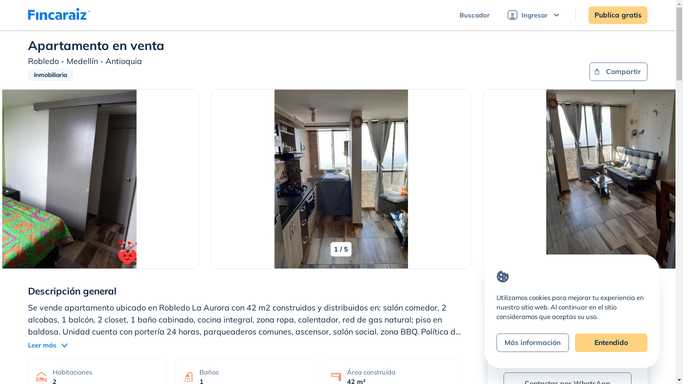 Fincaraiz
Buscador
Ingresar
Publica gratis
Apartamento en venta
Robledo - Medellín - Antioquia
Inmobiliaria
Compartir
1 / 5
Descripción general
Se vende apartamento ubicado en Robledo La Aurora con 42 m2 construidos y distribuidos en: salón comedor, 2
alcobas, 1 balcón, 2 closet, 1 baño cabinado, cocina integral, zona ropa, calentador, red de gas natural; piso en
baldosa. Unidad cuenta con portería 24 horas, parqueaderos comunes, ascensor, salón social, zona BBQ. Política d...
Leer más
Habitaciones
2
Baños
1
Área construida
42 m²
Utilizamos cookies para mejorar tu experiencia en
nuestro sitio web. Al continuar en el sitio
consideramos que aceptas su uso.
Más información
Entendido
Contactar por WhatsApp